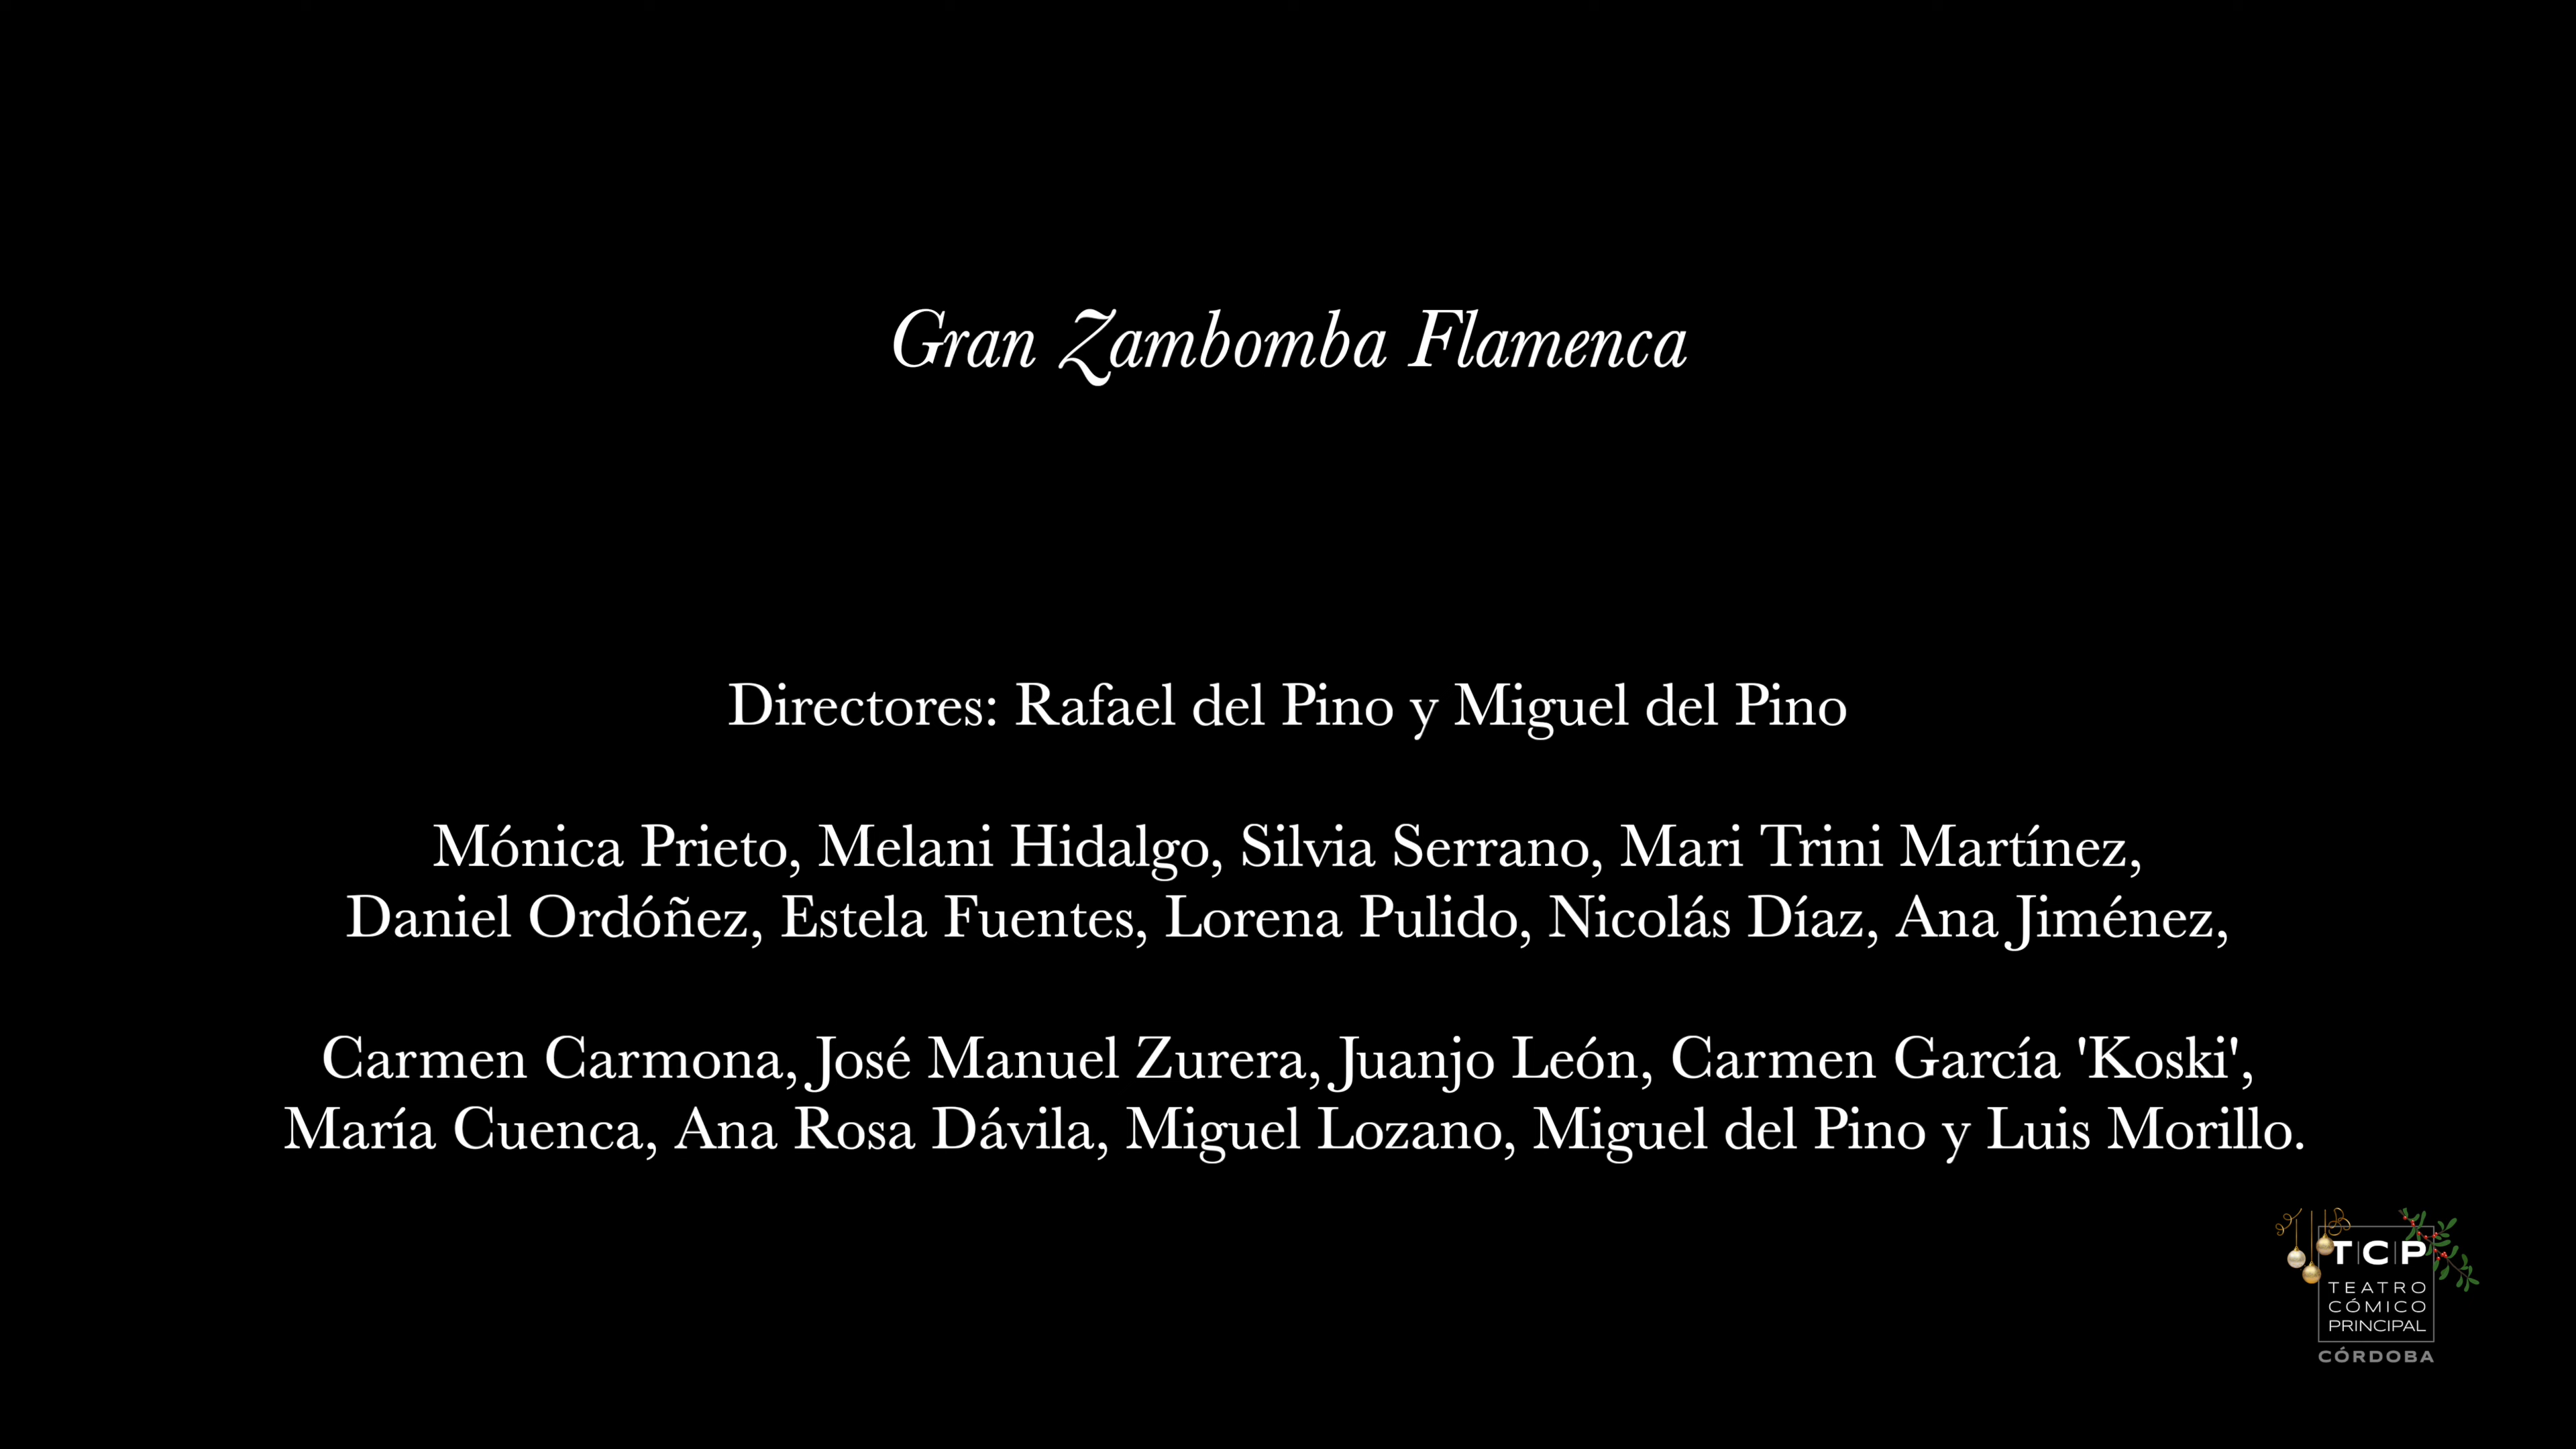 Gran Zambomba Flamenca
Directores: Rafael del Pino y Miguel del Pino
Mónica Prieto, Melani Hidalgo, Silvia Serrano, Mari Trini Martínez,
Daniel Ordóñez, Estela Fuentes, Lorena Pulido, Nicolás Díaz, Ana Jiménez,
Carmen Carmona, José Manuel Zurera, Juanjo León, Carmen García 'Koski',
María Cuenca, Ana Rosa Dávila, Miguel Lozano, Miguel del Pino y Luis Morillo.
T|C|P
TEATRO
CÓMICO
PRINCIPAL
CÓRDOBA